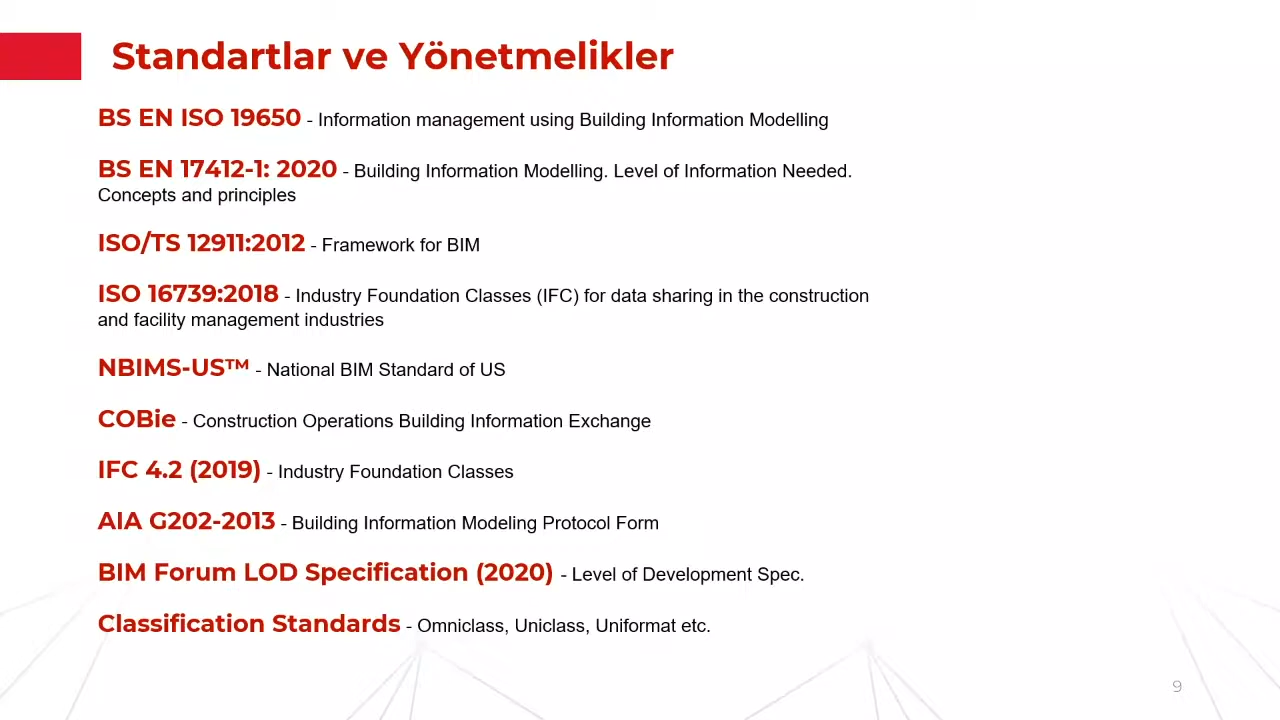 Standartlar ve Yönetmelikler
BS EN ISO 19650 - Information management using Building Information Modelling
BS EN 17412-1: 2020 - Building Information Modelling. Level of Information Needed.
Concepts and principles
ISO/TS 12911:2012 - Framework for BIM
ISO 16739:2018 - Industry Foundation Classes (IFC) for data sharing in the construction
and facility management industries
NBIMS-US™ - National BIM Standard of US
COBie - Construction Operations Building Information Exchange
IFC 4.2 (2019) - Industry Foundation Classes
AIA G202-2013 - Building Information Modeling Protocol Form
BIM Forum LOD Specification (2020) - Level of Development Spec.
Classification Standards - Omniclass, Uniclass, Uniformat etc.
9